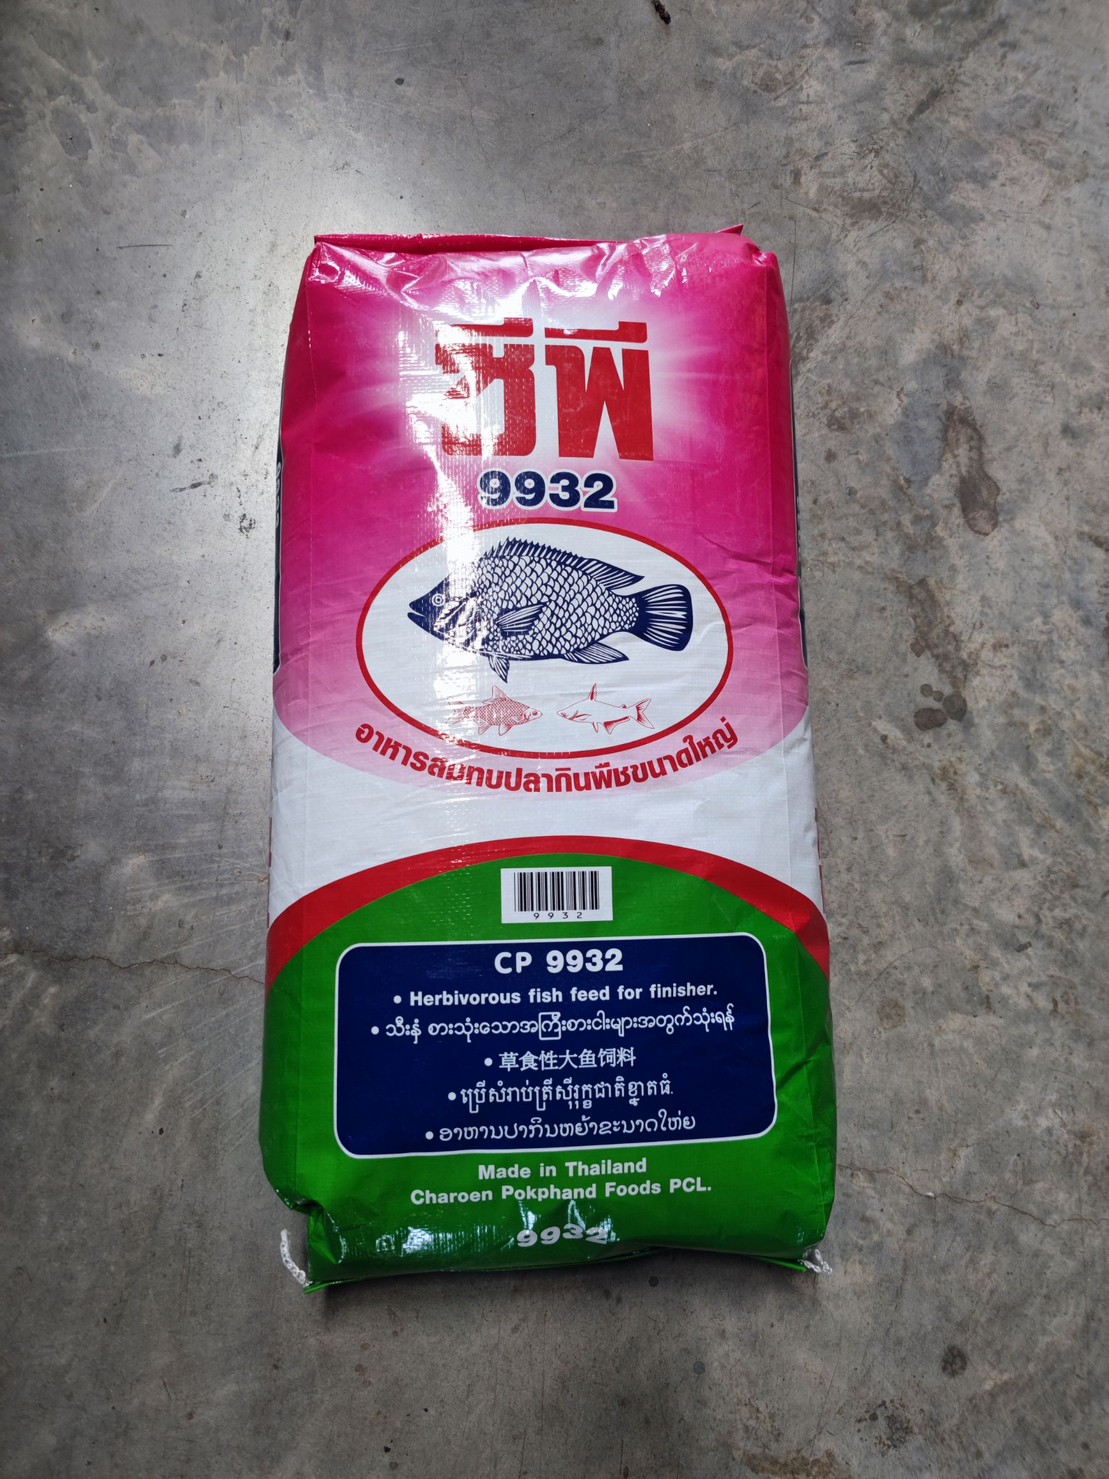 ซีพี
9932
อาหารสมทบปลากินพืชขนาดใหญ่
9932
CP 9932
• Herbivorous fish feed for finisher.
• သီးနှံ စားသုံးသောအကြီးစားငါးများအတွက်သုံးရန်
• 草食性大鱼饲料
• ប្រើសំរាប់ត្រីស៊ីរុក្ខជាតិខ្នាតធំ.
• ອາຫານປາກິນຫຍ້າຂະນາດໃຫ່ຍ
Made in Thailand
Charoen Pokphand Foods PCL.
9932